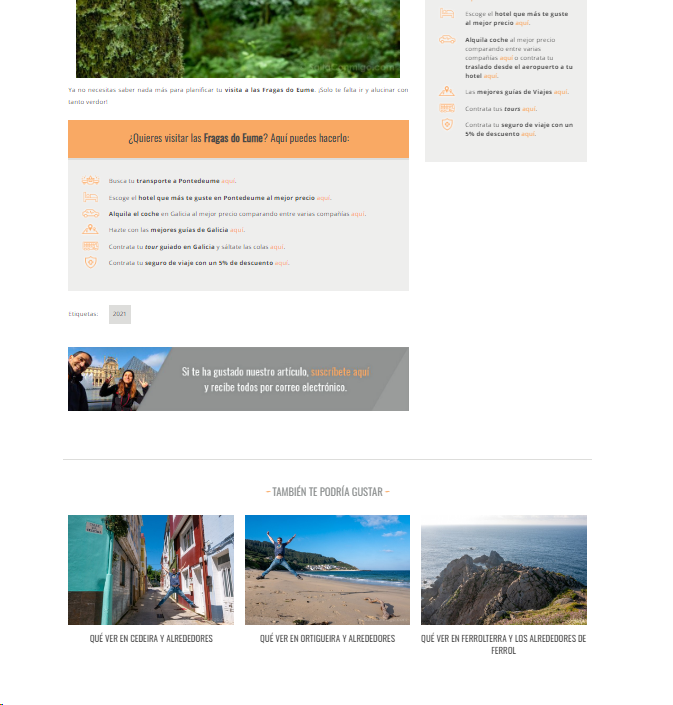 Ya no necesitas saber nada más para planificar tu visita a las Fragas do Eume. ¡Solo te falta ir y alucinar con
tanto verdor!
¿Quieres visitar las Fragas do Eume? Aquí puedes hacerlo:
Busca tu transporte a Pontedeume aquí.
Escoge el hotel que más te guste en Pontedeume al mejor precio aquí.
Alquila el coche en Galicia al mejor precio comparando entre varias compañías aquí.
Hazte con las mejores guías de Galicia aquí.
Contrata tu tour guiado en Galicia y sáltate las colas aquí.
Contrata tu seguro de viaje con un 5% de descuento aquí.
Etiquetas:
2021
Si te ha gustado nuestro artículo, suscríbete aquí
y recibe todos por correo electrónico.
Escoge el hotel que más te guste
al mejor precio aquí.
Alquila coche al mejor precio
comparando entre varias
compañías aquí o contrata tu
traslado desde el aeropuerto a tu
hotel aquí.
Las mejores guías de Viajes aquí.
Contrata tus tours aquí.
Contrata tu seguro de viaje con un
5% de descuento aquí.
– TAMBIÉN TE PODRÍA GUSTAR –
QUÉ VER EN CEDEIRA Y ALREDEDORES
QUÉ VER EN ORTIGUEIRA Y ALREDEDORES
QUÉ VER EN FERROLTERRA Y LOS ALREDEDORES DE
FERROL